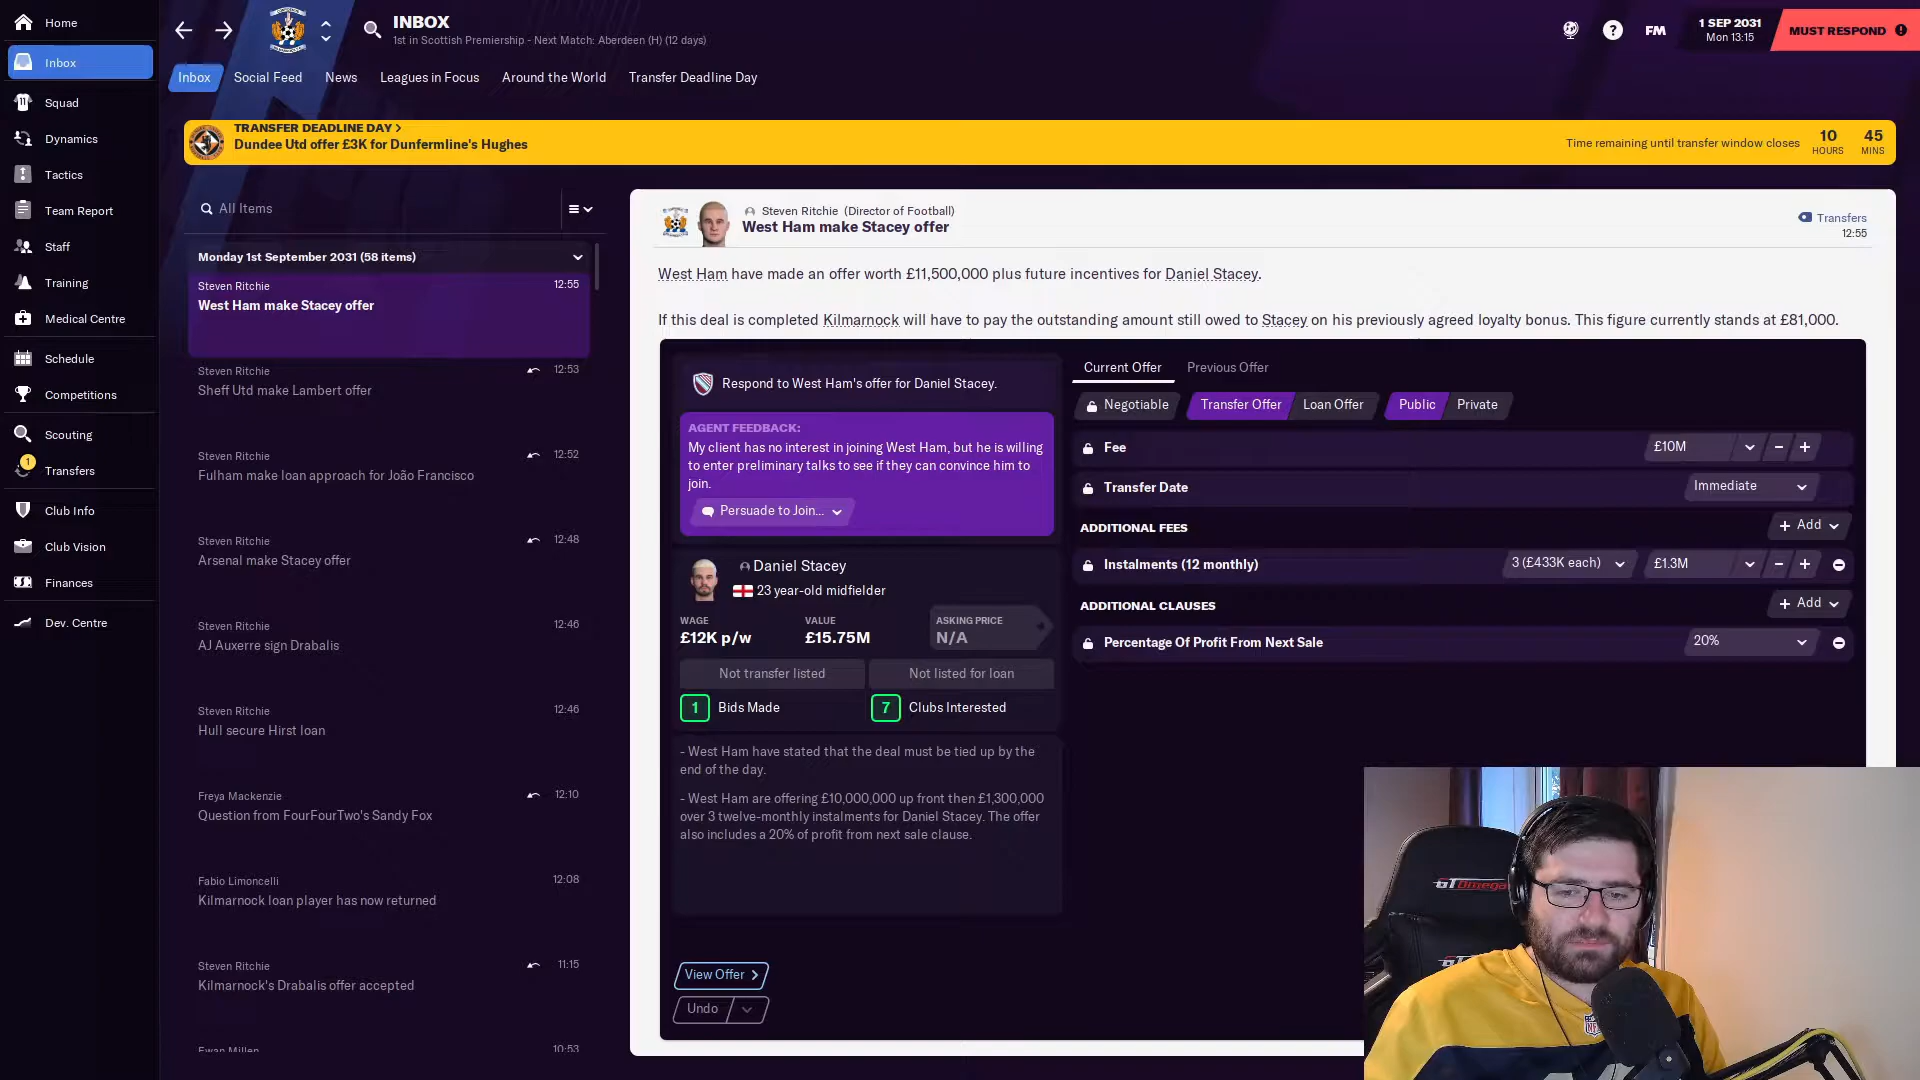 Home
INBOX
1st in Scottish Premiership - Next Match: Aberdeen (H) (12 days)
FM
1 SEP 2031
Mon 13:15
MUST RESPOND
Inbox
Squad
Dynamics
Tactics
Team Report
Staff
Training
Medical Centre
Schedule
Competitions
Scouting
1
Transfers
Club Info
Club Vision
Finances
Dev. Centre
Inbox
Social Feed
News
Leagues in Focus
Around the World
Transfer Deadline Day
TRANSFER DEADLINE DAY >
Dundee Utd offer £3K for Dunfermline's Hughes
Time remaining until transfer window closes
10
HOURS
45
MINS
All Items
Monday 1st September 2031 (58 items)
Steven Ritchie
12:55
West Ham make Stacey offer
Steven Ritchie
12:53
Sheff Utd make Lambert offer
Steven Ritchie
12:52
Fulham make loan approach for João Francisco
Steven Ritchie
12:48
Arsenal make Stacey offer
Steven Ritchie
12:46
AJ Auxerre sign Drabalis
Steven Ritchie
12:46
Hull secure Hirst loan
Freya Mackenzie
12:10
Question from FourFourTwo's Sandy Fox
Fabio Limoncelli
12:08
Kilmarnock loan player has now returned
Steven Ritchie
11:15
Kilmarnock's Drabalis offer accepted
Ewan Millen
10:53
Steven Ritchie (Director of Football)
West Ham make Stacey offer
Transfers
12:55
West Ham have made an offer worth £11,500,000 plus future incentives for Daniel Stacey.
If this deal is completed Kilmarnock will have to pay the outstanding amount still owed to Stacey on his previously agreed loyalty bonus. This figure currently stands at £81,000.
Respond to West Ham's offer for Daniel Stacey.
AGENT FEEDBACK:
My client has no interest in joining West Ham, but he is willing
to enter preliminary talks to see if they can convince him to
join.
Persuade to Join...
Daniel Stacey
23 year-old midfielder
WAGE
£12K p/w
VALUE
£15.75M
ASKING PRICE
N/A
Not transfer listed
Not listed for loan
1
Bids Made
7
Clubs Interested
- West Ham have stated that the deal must be tied up by the
end of the day.
- West Ham are offering £10,000,000 up front then £1,300,000
over 3 twelve-monthly instalments for Daniel Stacey. The offer
also includes a 20% of profit from next sale clause.
View Offer >
Undo
Current Offer
Previous Offer
Negotiable
Transfer Offer
Loan Offer
Public
Private
Fee
£10M
Transfer Date
Immediate
ADDITIONAL FEES
+ Add
Instalments (12 monthly)
3 (£433K each)
£1.3M
ADDITIONAL CLAUSES
+ Add
Percentage Of Profit From Next Sale
20%
GTOmega
NFL